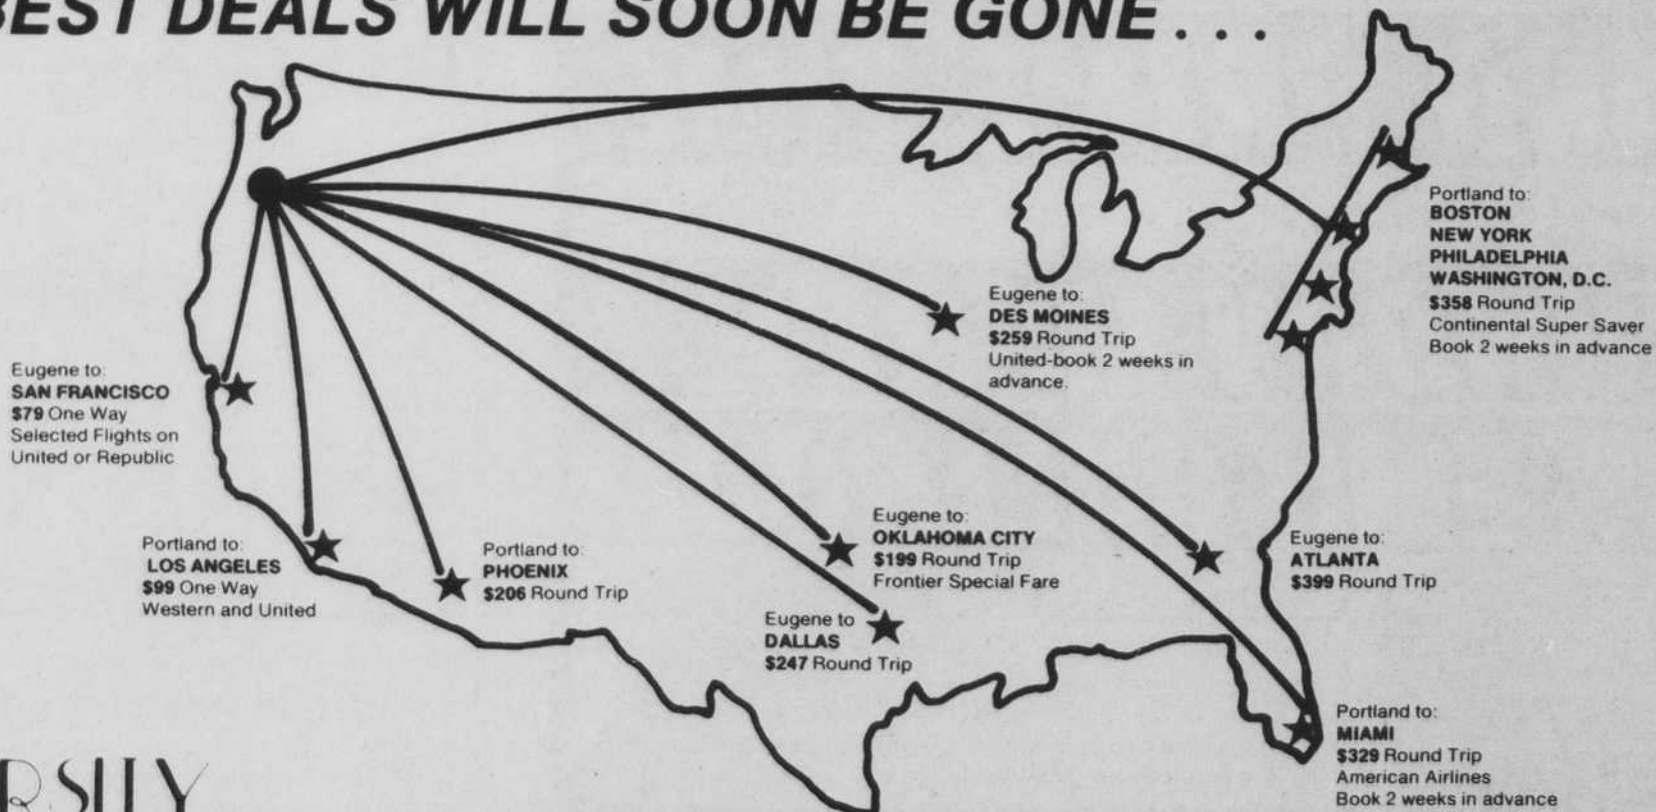 BEST DEALS WILL SOON BE GONE . . .
Portland to:
BOSTON
NEW YORK
PHILADELPHIA
WASHINGTON, D.C.
$358 Round Trip
Continental Super Saver
Book 2 weeks in advance
Eugene to:
DES MOINES
$259 Round Trip
United-book 2 weeks in
advance.
Eugene to:
SAN FRANCISCO
$79 One Way
Selected Flights on
United or Republic
Portland to:
LOS ANGELES
$99 One Way
Western and United
Portland to:
PHOENIX
$206 Round Trip
Eugene to:
OKLAHOMA CITY
$199 Round Trip
Frontier Special Fare
Eugene to
DALLAS
$247 Round Trip
Eugene to:
ATLANTA
$399 Round Trip
Portland to:
MIAMI
$329 Round Trip
American Airlines
Book 2 weeks in advance